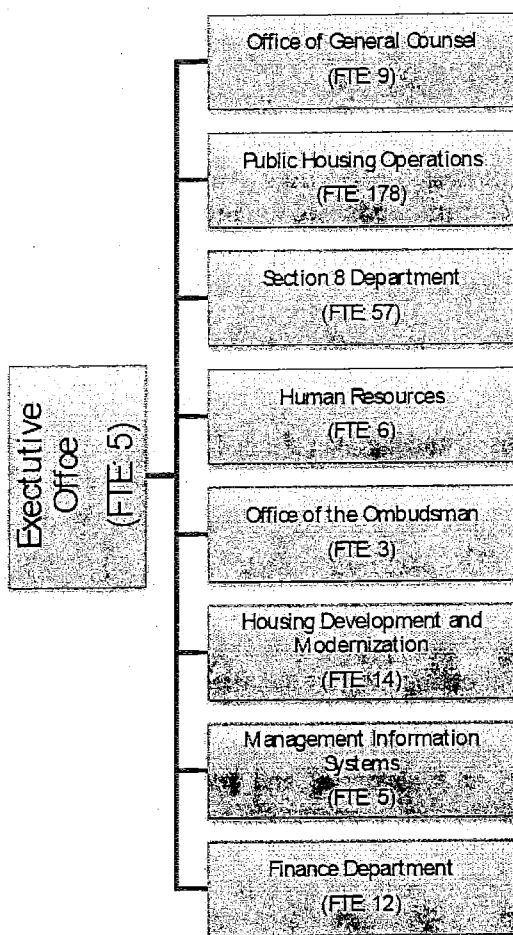 Exectutive
Offce
(FTE 5)
Office of General Counsel
(FTE 9)
Public Housing Operations
(FTE 178)
Section 8 Department
(FTE 57)
Human Resources
(FTE 6)
Office of the Ombudsman
(FTE 3)
Housing Development and
Modernization
(FTE 14)
Management Information
Systems
(FTE 5)
Finance Department
(FTE 12)